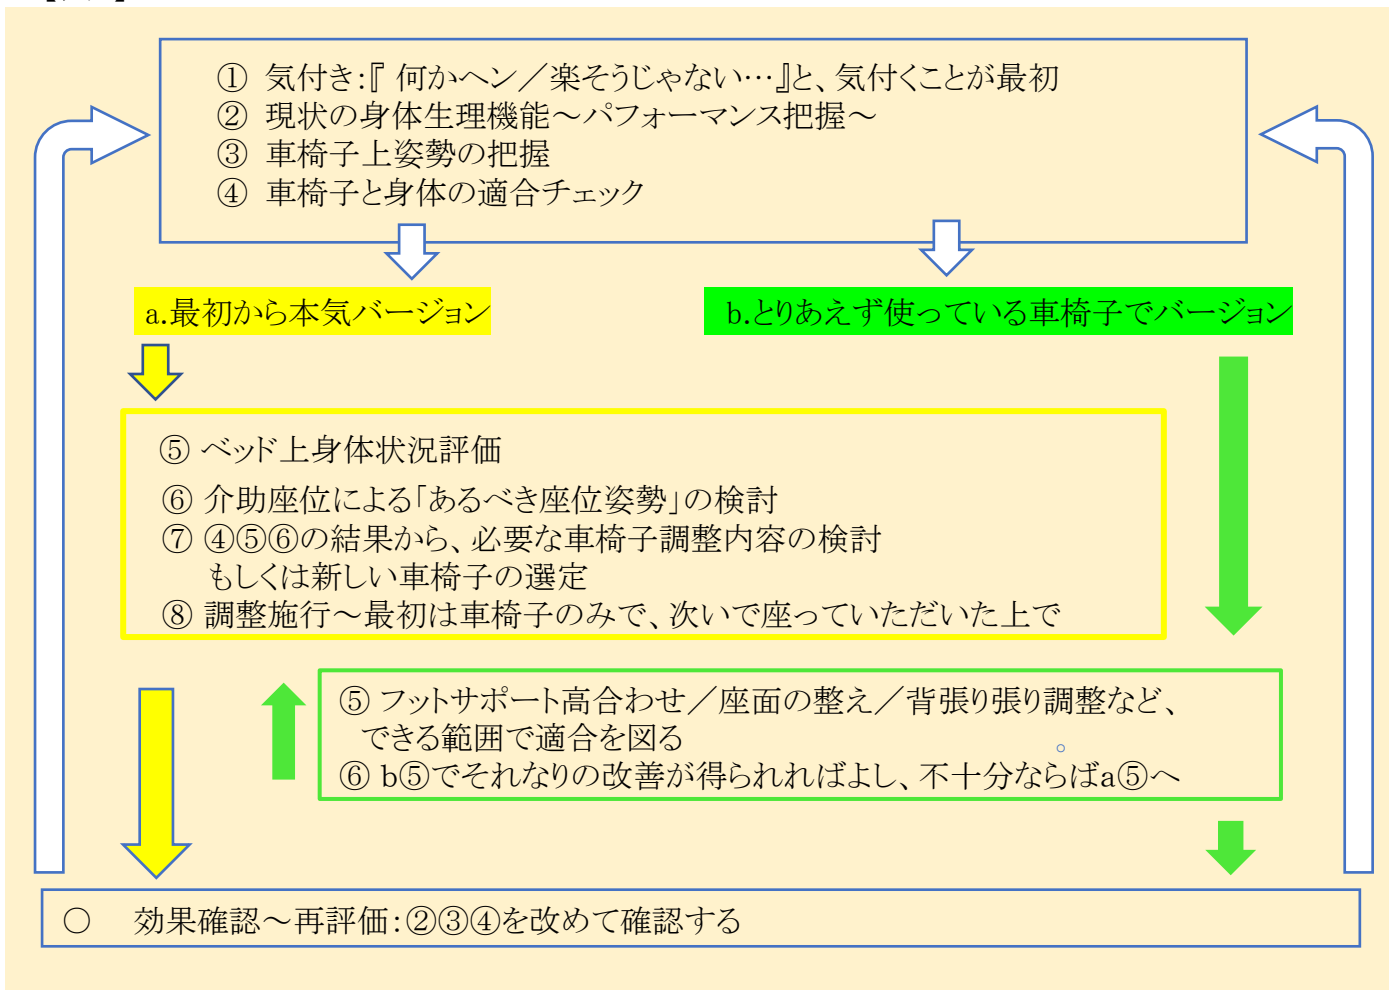 ① 気付き:『 何かヘン/楽そうじゃない…』と、気付くことが最初
② 現状の身体生理機能~パフォーマンス把握~
③ 車椅子上姿勢の把握
④ 車椅子と身体の適合チェック
a.最初から本気バージョン
b.とりあえず使っている車椅子でバージョン
⑤ ベッド上身体状況評価
⑥ 介助座位による「あるべき座位姿勢」の検討
⑦ ④⑤⑥の結果から、必要な車椅子調整内容の検討
もしくは新しい車椅子の選定
⑧ 調整施行~最初は車椅子のみで、次いで座っていただいた上で
⑤ フットサポート高合わせ/座面の整え/背張り張り調整など、
できる範囲で適合を図る
。
⑥ b⑤でそれなりの改善が得られればよし、不十分ならばa⑤へ
○ 効果確認~再評価:②③④を改めて確認する